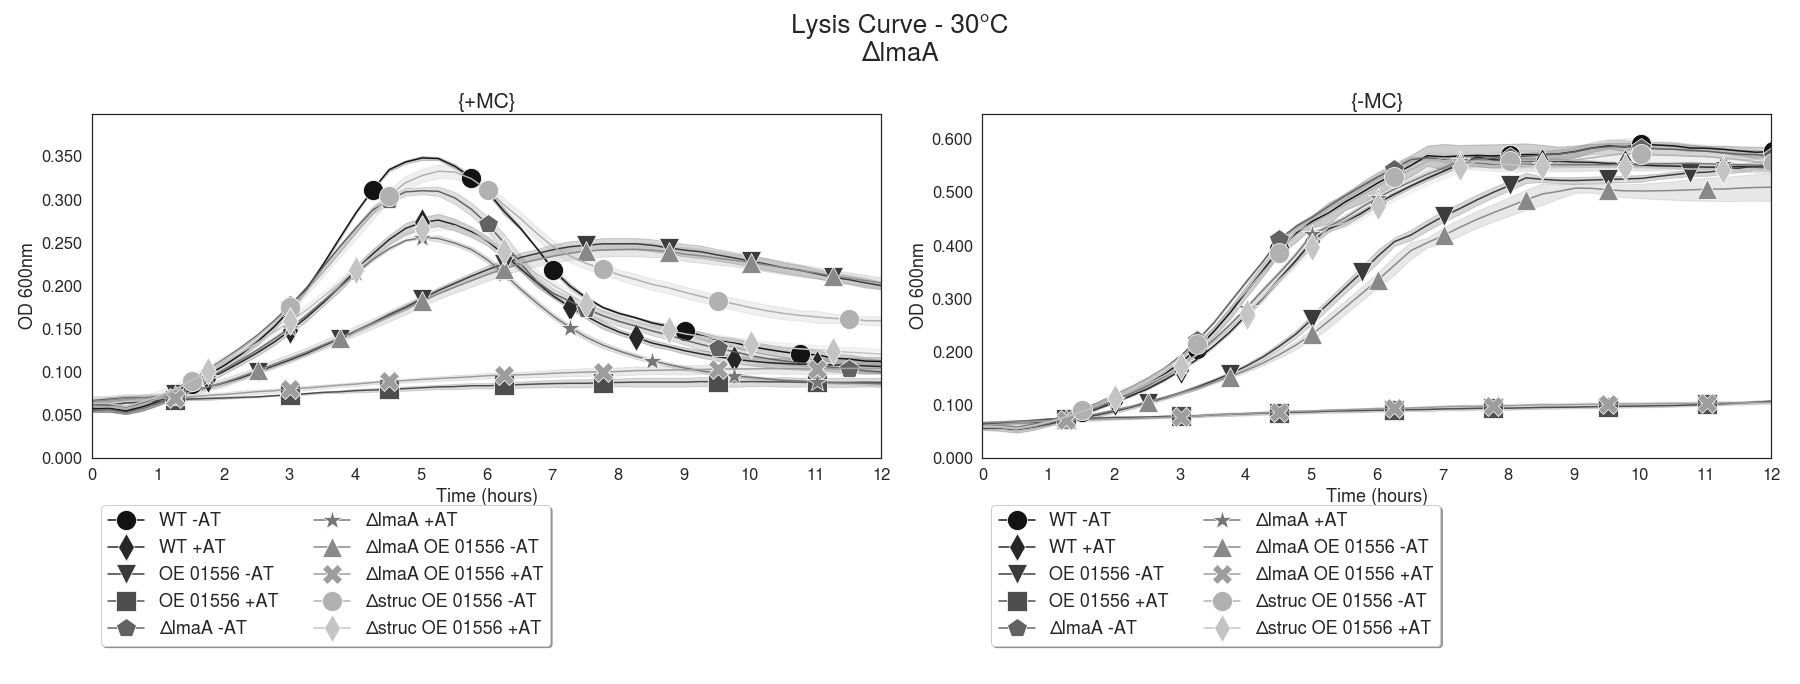 Lysis Curve - 30°C
ΔlmaA
{+MC}
OD 600nm
0.350
0.300
0.250
0.200
0.150
0.100
0.050
0.000
0 1 2 3 4 5 6 7 8 9 10 11 12
Time (hours)
WT -AT
WT +AT
OE 01556 -AT
OE 01556 +AT
ΔlmaA -AT
ΔlmaA +AT
ΔlmaA OE 01556 -AT
ΔlmaA OE 01556 +AT
Δstruc OE 01556 -AT
Δstruc OE 01556 +AT
{-MC}
OD 600nm
0.600
0.500
0.400
0.300
0.200
0.100
0.000
0 1 2 3 4 5 6 7 8 9 10 11 12
Time (hours)
WT -AT
WT +AT
OE 01556 -AT
OE 01556 +AT
ΔlmaA -AT
ΔlmaA +AT
ΔlmaA OE 01556 -AT
ΔlmaA OE 01556 +AT
Δstruc OE 01556 -AT
Δstruc OE 01556 +AT